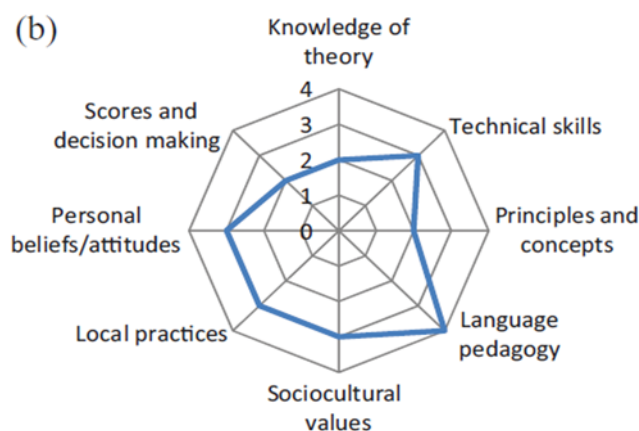 (b)
Knowledge of
theory
Technical skills
Principles and
concepts
Language
pedagogy
Sociocultural
values
Local practices
Personal
beliefs/attitudes
Scores and
decision making
4
3
2
1
0